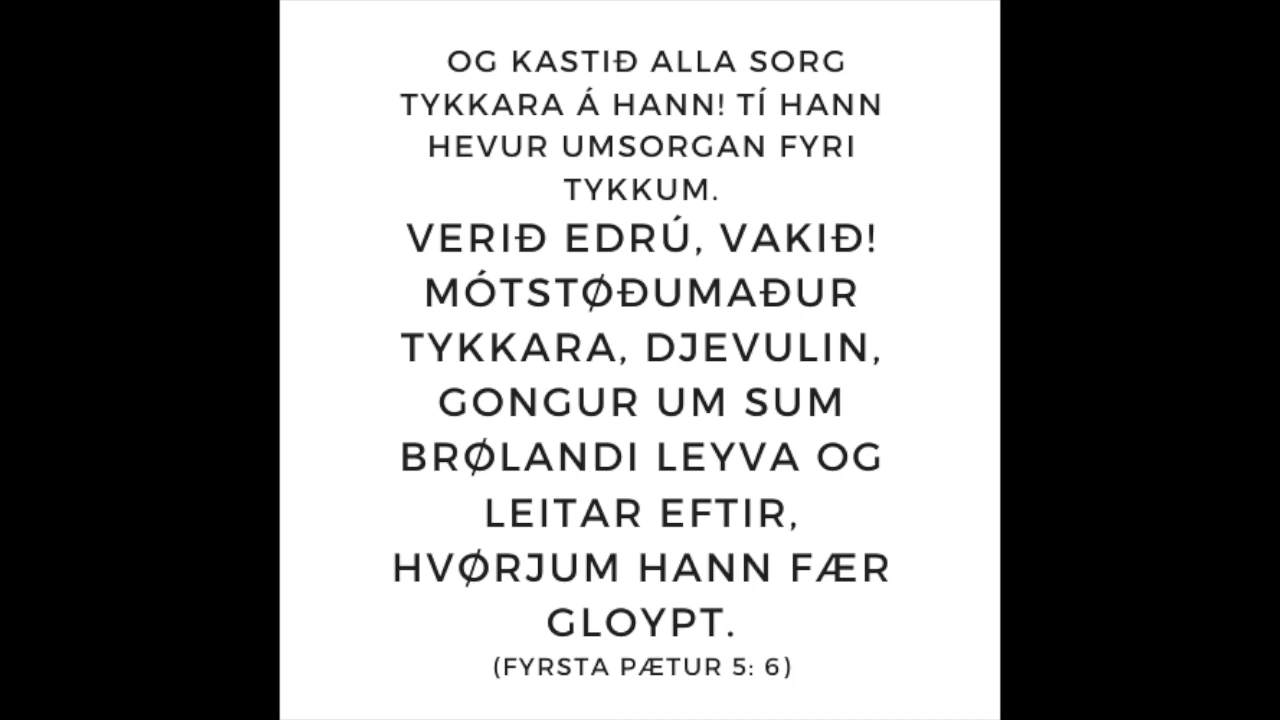 OG KASTIÐ ALLA SORG
TYKKARA Á HANN! TÍ HANN
HEVUR UMSORGAN FYRI
TYKKUM.
VERIÐ EDRÚ, VAKIÐ!
MÓTSTØÐUMAÐUR
TYKKARA, DJEVULIN,
GONGUR UM SUM
BRØLANDI LEYVA OG
LEITAR EFTIR,
HVØRJUM HANN FÆR
GLOYPT.
(FYRSTA PÆTUR 5: 6)